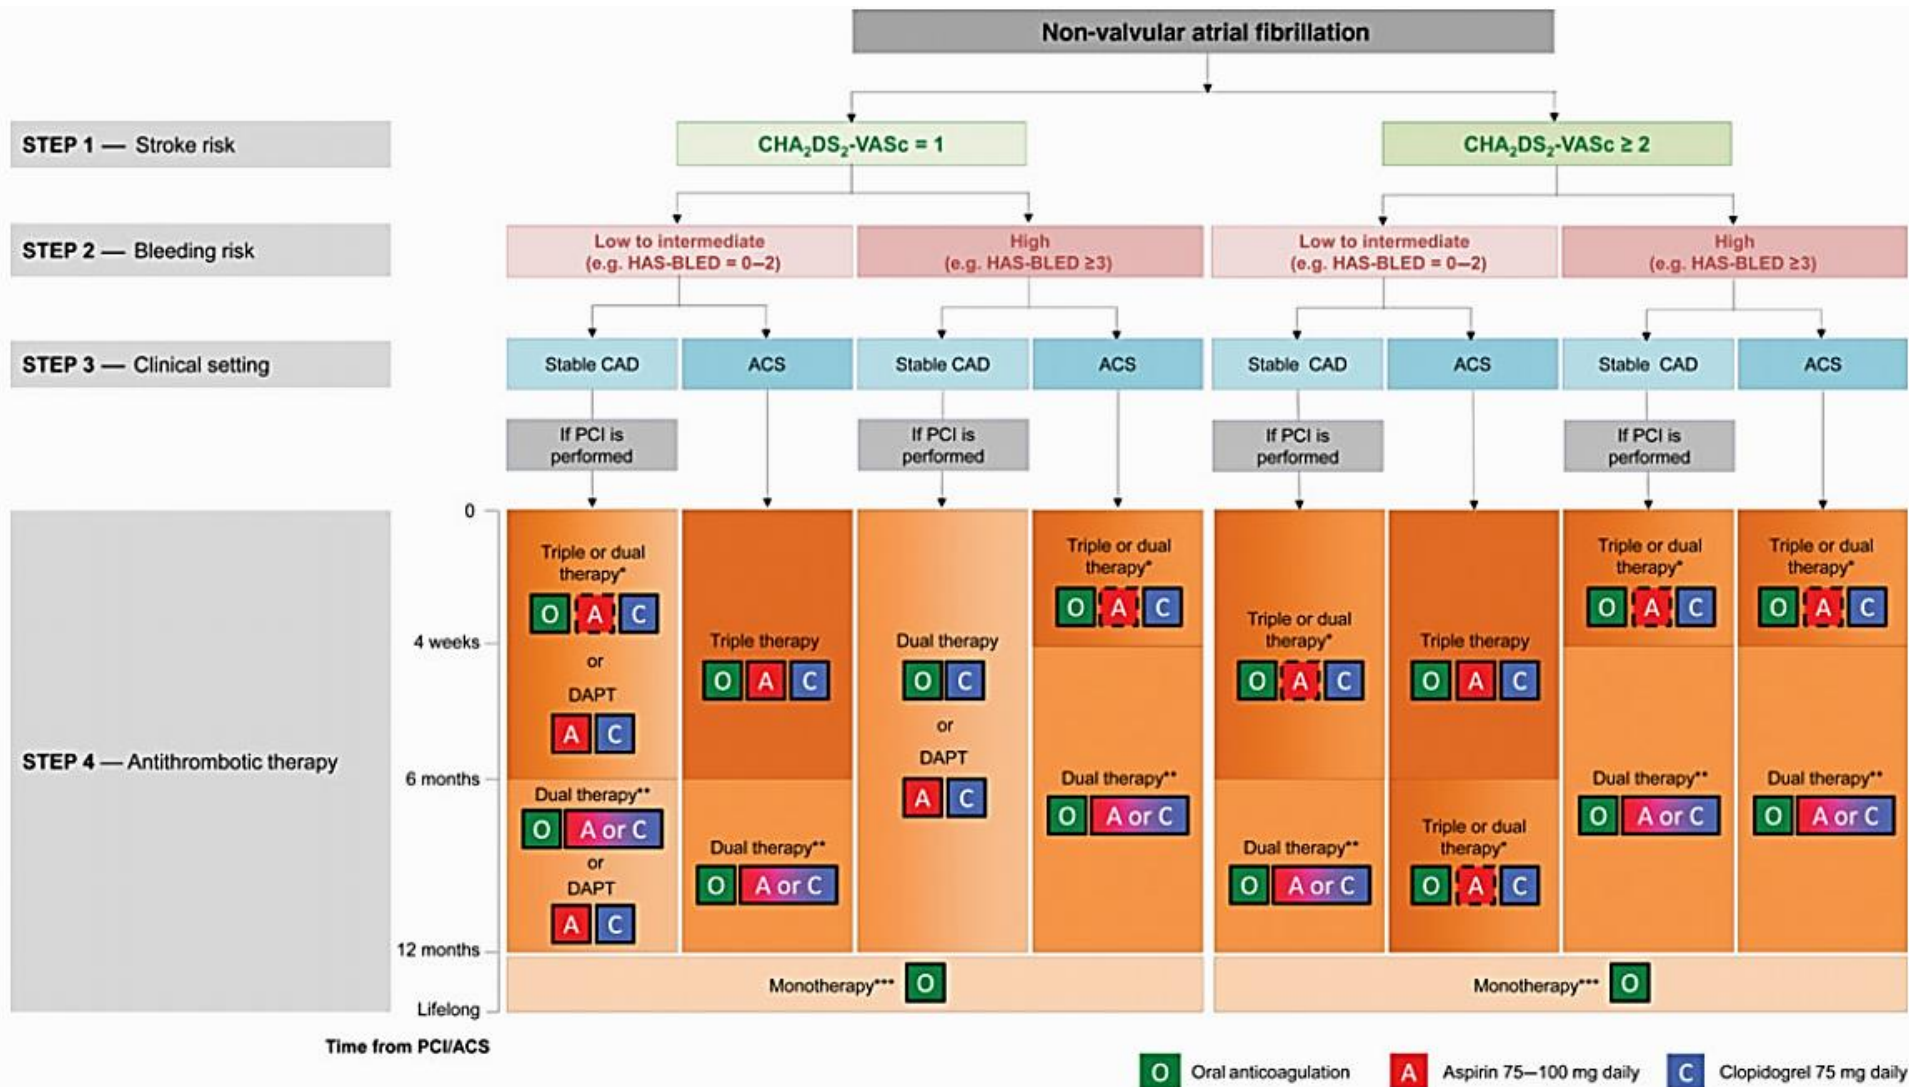 Non-valvular atrial fibrillation
STEP 1 — Stroke risk
CHA2DS2-VASc = 1
CHA2DS2-VASc ≥ 2
STEP 2 — Bleeding risk
Low to intermediate
(e.g. HAS-BLED = 0–2)
High
(e.g. HAS-BLED ≥3)
Low to intermediate
(e.g. HAS-BLED = 0–2)
High
(e.g. HAS-BLED ≥3)
STEP 3 — Clinical setting
Stable CAD
ACS
Stable CAD
ACS
Stable CAD
ACS
Stable CAD
ACS
If PCI is
performed
If PCI is
performed
If PCI is
performed
If PCI is
performed
STEP 4 — Antithrombotic therapy
0
4 weeks
6 months
12 months
Lifelong
Time from PCI/ACS
Triple or dual
therapy*
O A C
or
DAPT
A C
Dual therapy**
O A or C
or
DAPT
A C
Triple therapy
O A C
Dual therapy**
O A or C
Dual therapy
O C
or
DAPT
A C
Triple or dual
therapy*
O A C
Dual therapy**
O A or C
Triple or dual
therapy*
O A C
Dual therapy**
O A or C
Triple therapy
O A C
Triple or dual
therapy*
O A C
Triple or dual
therapy*
O A C
Dual therapy**
O A or C
Triple or dual
therapy*
O A C
Dual therapy**
O A or C
Monotherapy*** O
Monotherapy*** O
O Oral anticoagulation
A Aspirin 75–100 mg daily
C Clopidogrel 75 mg daily